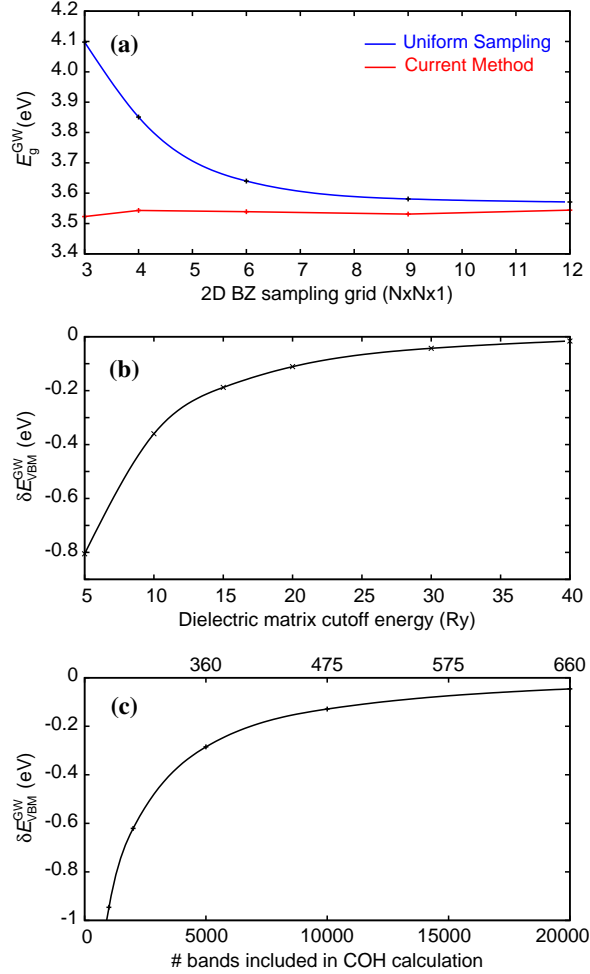 (a)
Uniform Sampling
Current Method
4.1
4.0
3.9
3.8
3.7
3.6
3.5
3.4
E_g^GW (eV)
3 4 5 6 7 8 9 10 11 12
2D BZ sampling grid (NxNx1)
(b)
0
-0.2
-0.4
-0.6
-0.8
δE_VBM^GW (eV)
5 10 15 20 25 30 35 40
Dielectric matrix cutoff energy (Ry)
360 475 575 660
(c)
0
-0.2
-0.4
-0.6
-0.8
-1
δE_VBM^GW (eV)
0 5000 10000 15000 20000
# bands included in COH calculation